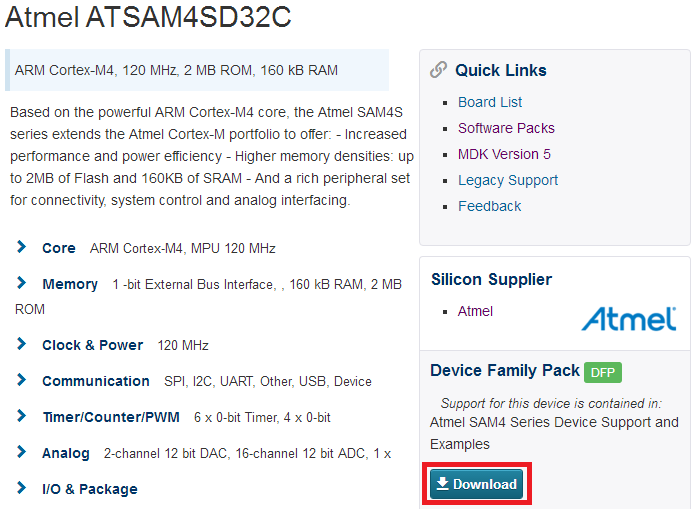 Atmel ATSAM4SD32C
ARM Cortex-M4, 120 MHz, 2 MB ROM, 160 kB RAM
Based on the powerful ARM Cortex-M4 core, the Atmel SAM4S
series extends the Atmel Cortex-M portfolio to offer: - Increased
performance and power efficiency - Higher memory densities: up
to 2MB of Flash and 160KB of SRAM - And a rich peripheral set
for connectivity, system control and analog interfacing.
Core ARM Cortex-M4, MPU 120 MHz
Memory 1 -bit External Bus Interface, , 160 kB RAM, 2 MB
ROM
Clock & Power 120 MHz
Communication SPI, I2C, UART, Other, USB, Device
Timer/Counter/PWM 6 x 0-bit Timer, 4 x 0-bit
Analog 2-channel 12 bit DAC, 16-channel 12 bit ADC, 1 x
I/O & Package
Quick Links
Board List
Software Packs
MDK Version 5
Legacy Support
Feedback
Silicon Supplier
Atmel
Atmel
Device Family Pack DFP
Support for this device is contained in:
Atmel SAM4 Series Device Support and
Examples
Download